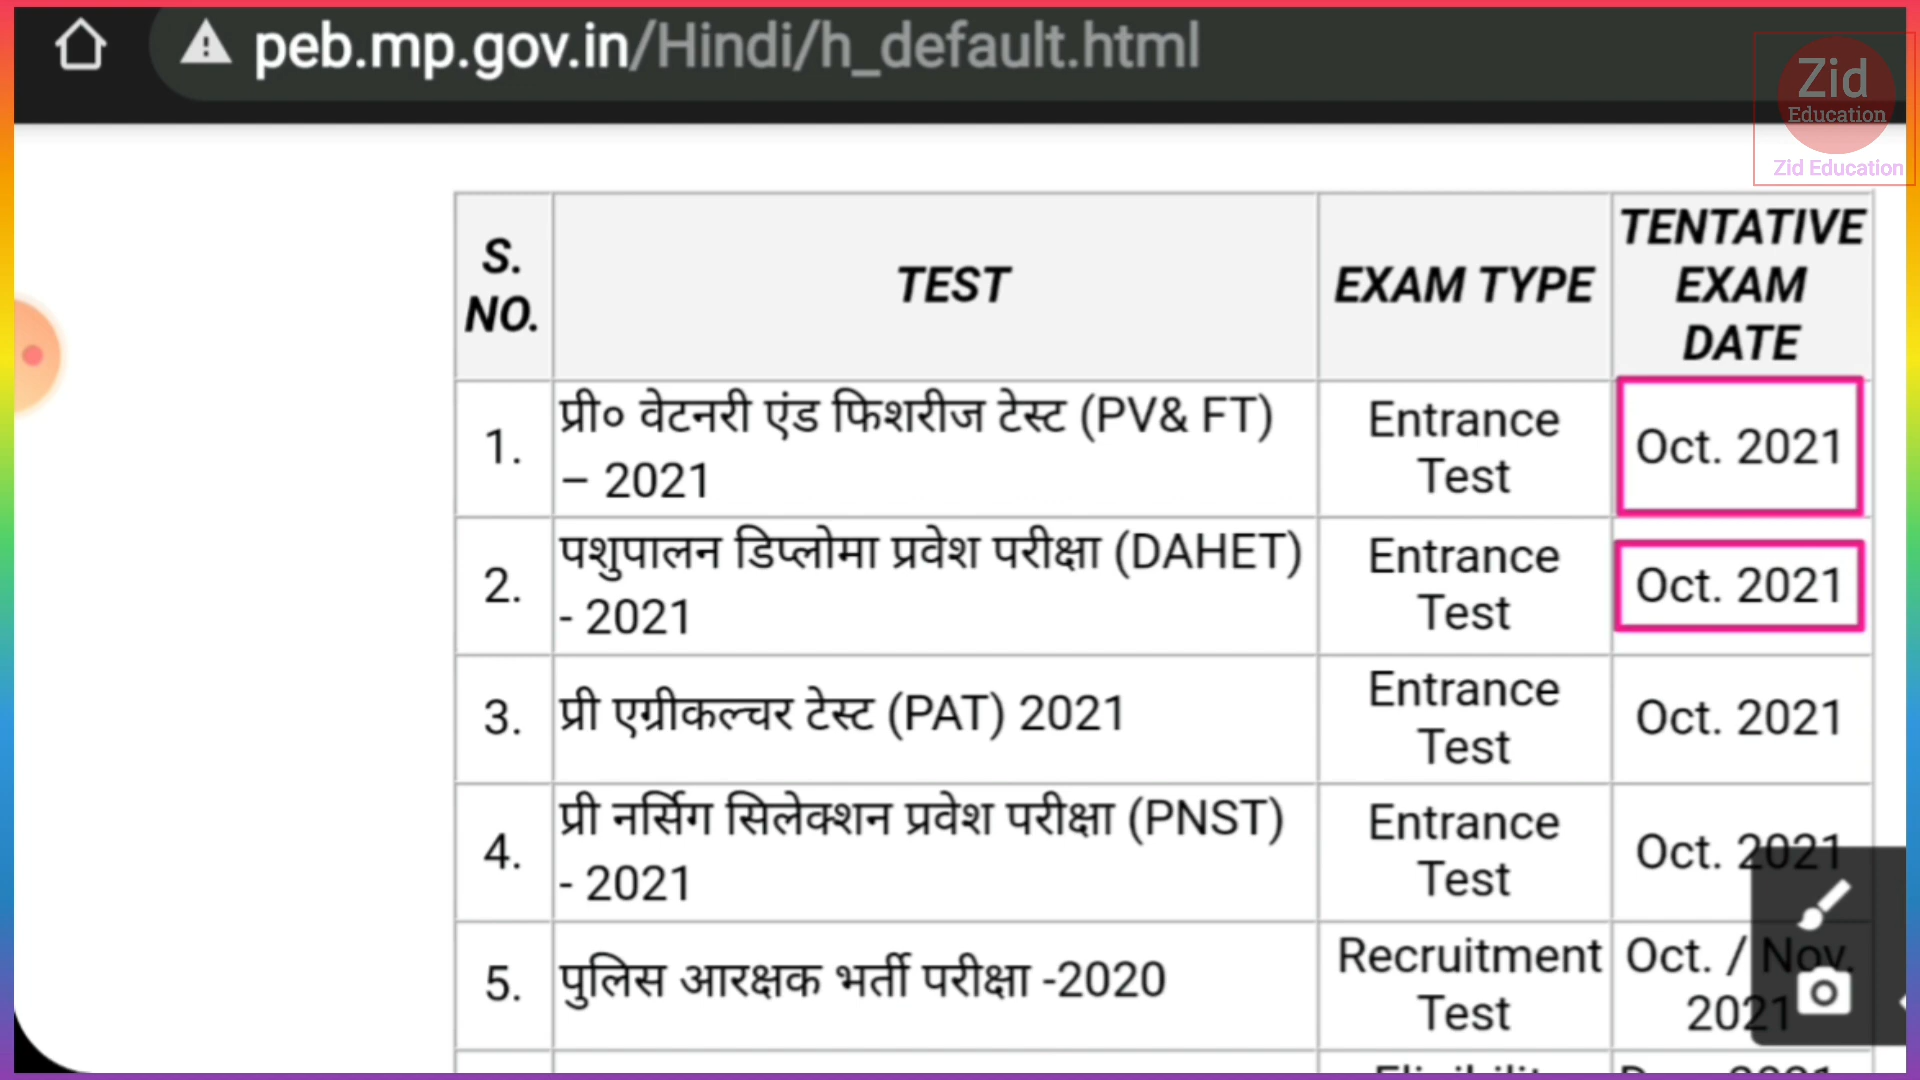 peb.mp.gov.in/Hindi/h_default.html
Zid
Education
Zid Education
S.
NO.
TEST
EXAM TYPE
TENTATIVE
EXAM
DATE
1.
प्री० वेटनरी एंड फिशरीज टेस्ट (PV& FT)
– 2021
Entrance
Test
Oct. 2021
2.
पशुपालन डिप्लोमा प्रवेश परीक्षा (DAHET)
- 2021
Entrance
Test
Oct. 2021
3.
प्री एग्रीकल्चर टेस्ट (PAT) 2021
Entrance
Test
Oct. 2021
4.
प्री नर्सिग सिलेक्शन प्रवेश परीक्षा (PNST)
- 2021
Entrance
Test
Oct. 2021
5.
पुलिस आरक्षक भर्ती परीक्षा -2020
Recruitment
Test
Oct. / Nov.
2021